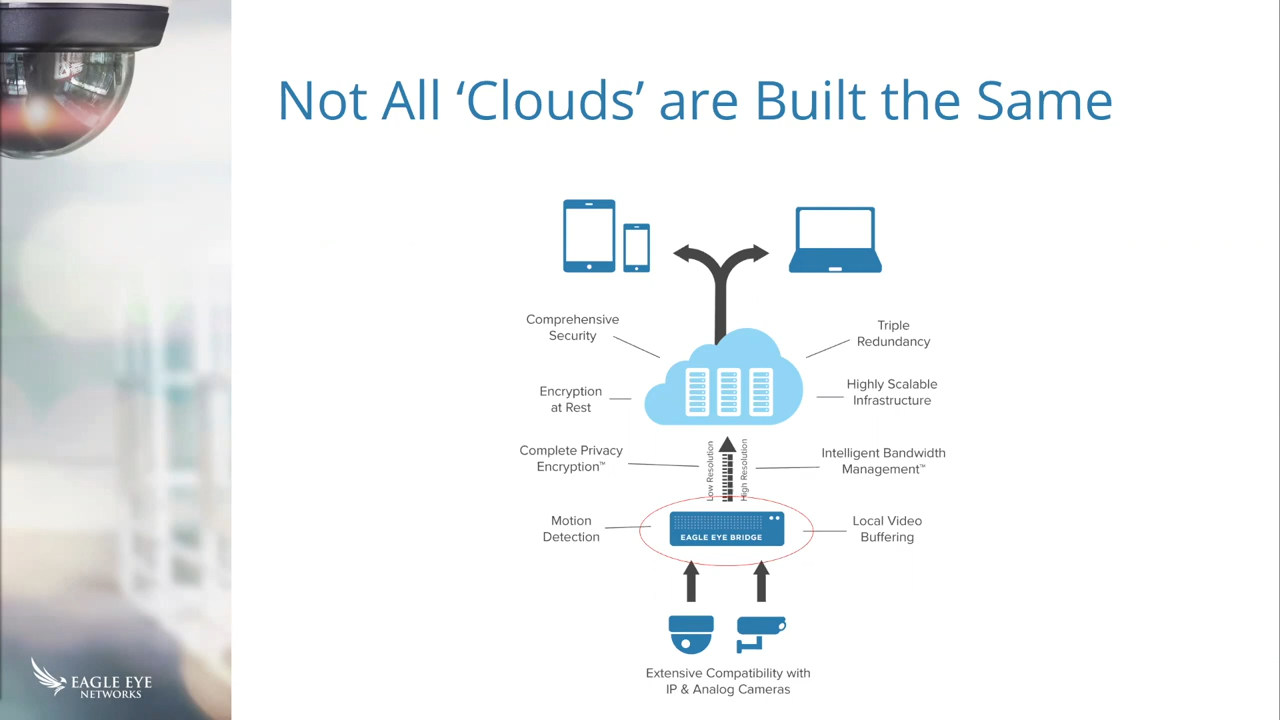 Not All ‘Clouds’ are Built the Same
Comprehensive
Security
Triple
Redundancy
Encryption
at Rest
Highly Scalable
Infrastructure
Complete Privacy
Encryption™
Low Resolution
High Resolution
Intelligent Bandwidth
Management™
Motion
Detection
EAGLE EYE BRIDGE
Local Video
Buffering
Extensive Compatibility with
IP & Analog Cameras
EAGLE EYE
NETWORKS